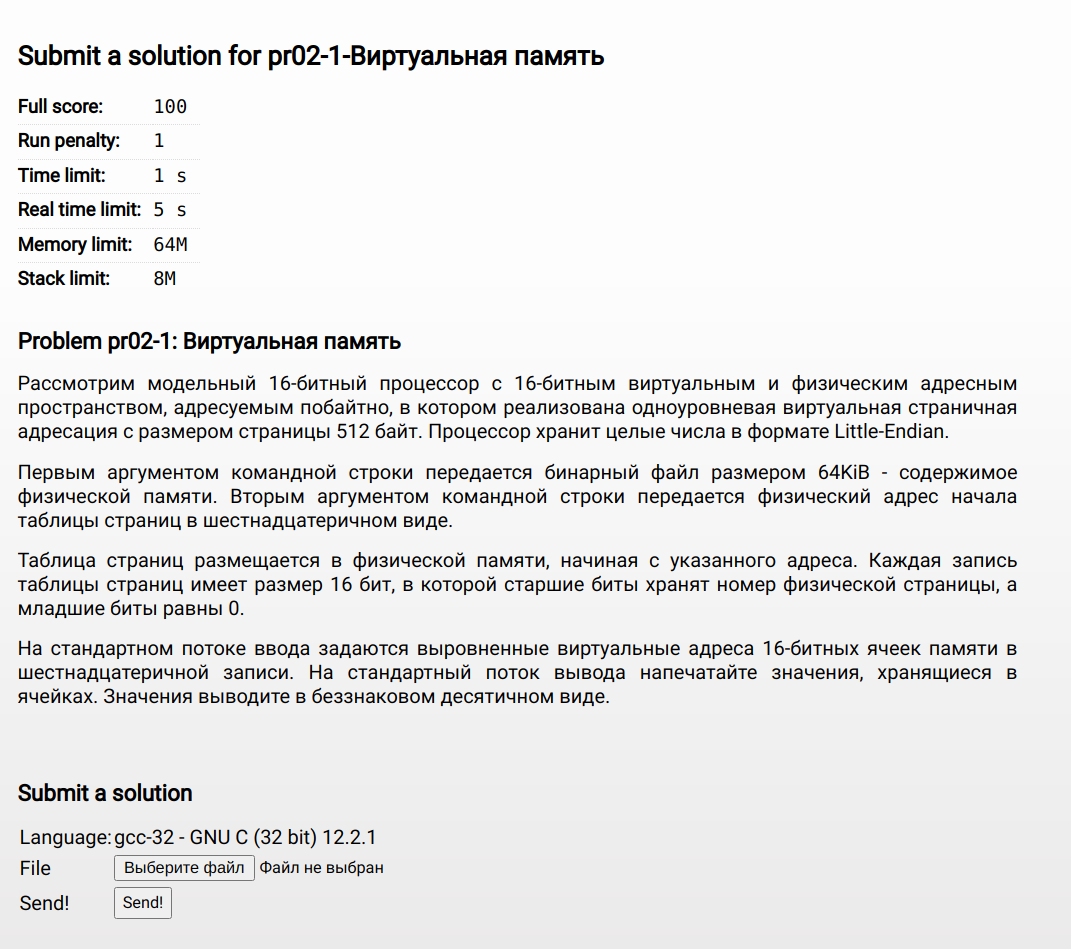 Submit a solution for pr02-1-Виртуальная память
Full score: 100
Run penalty: 1
Time limit: 1 s
Real time limit: 5 s
Memory limit: 64M
Stack limit: 8M
Problem pr02-1: Виртуальная память
Рассмотрим модельный 16-битный процессор с 16-битным виртуальным и физическим адресным
пространством, адресуемым побайтно, в котором реализована одноуровневая виртуальная страничная
адресация с размером страницы 512 байт. Процессор хранит целые числа в формате Little-Endian.
Первым аргументом командной строки передается бинарный файл размером 64KiB - содержимое
физической памяти. Вторым аргументом командной строки передается физический адрес начала
таблицы страниц в шестнадцатеричном виде.
Таблица страниц размещается в физической памяти, начиная с указанного адреса. Каждая запись
таблицы страниц имеет размер 16 бит, в которой старшие биты хранят номер физической страницы, а
младшие биты равны 0.
На стандартном потоке ввода задаются выровненные виртуальные адреса 16-битных ячеек памяти в
шестнадцатеричной записи. На стандартный поток вывода напечатайте значения, хранящиеся в
ячейках. Значения выводите в беззнаковом десятичном виде.
Submit a solution
Language: gcc-32 - GNU C (32 bit) 12.2.1
File Выберите файл Файл не выбран
Send! Send!